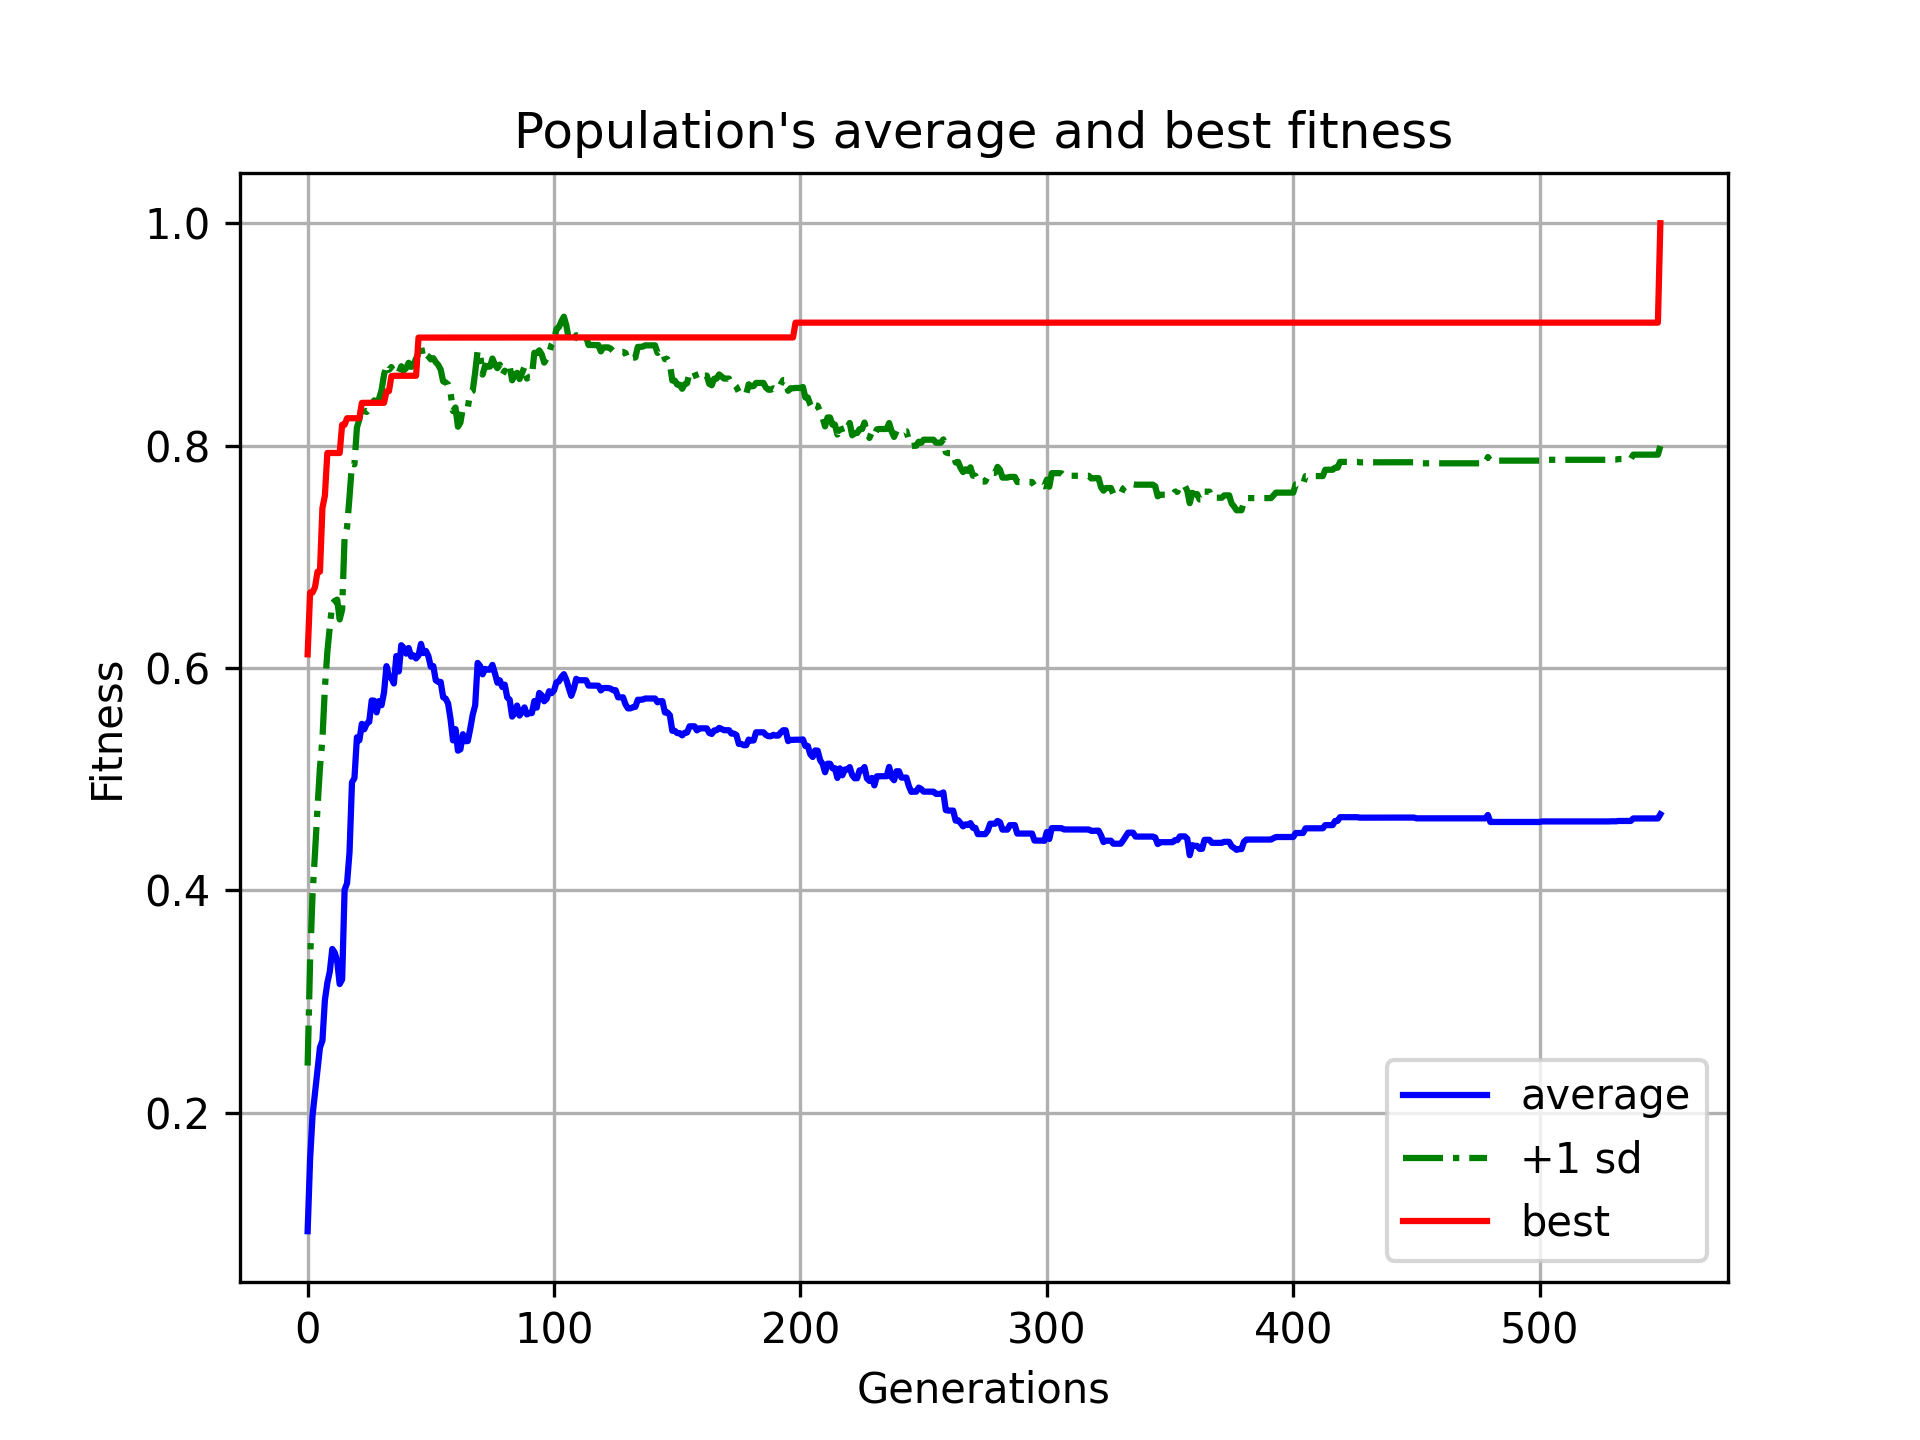 Population's average and best fitness
1.0
0.8
0.6
0.4
0.2
Fitness
average
+1 sd
best
0 100 200 300 400 500
Generations